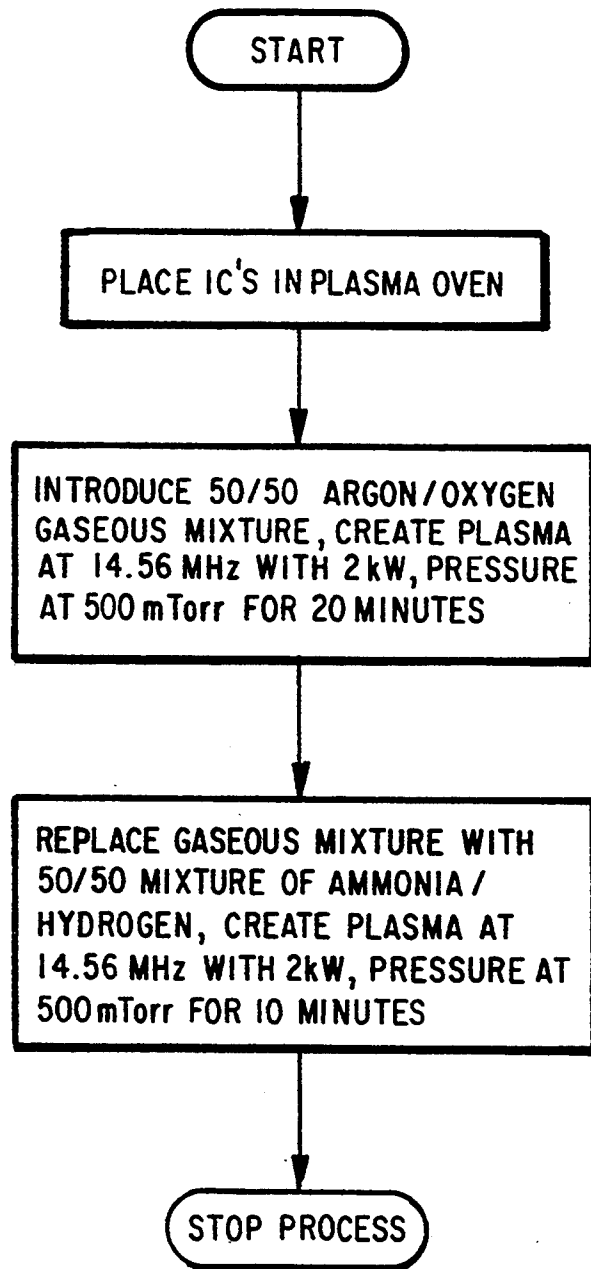 START
PLACE IC'S IN PLASMA OVEN
INTRODUCE 50/50 ARGON/OXYGEN
GASEOUS MIXTURE, CREATE PLASMA
AT 14.56 MHz WITH 2kW, PRESSURE
AT 500 mTorr FOR 20 MINUTES
REPLACE GASEOUS MIXTURE WITH
50/50 MIXTURE OF AMMONIA/
HYDROGEN, CREATE PLASMA AT
14.56 MHz WITH 2kW, PRESSURE AT
500 mTorr FOR 10 MINUTES
STOP PROCESS